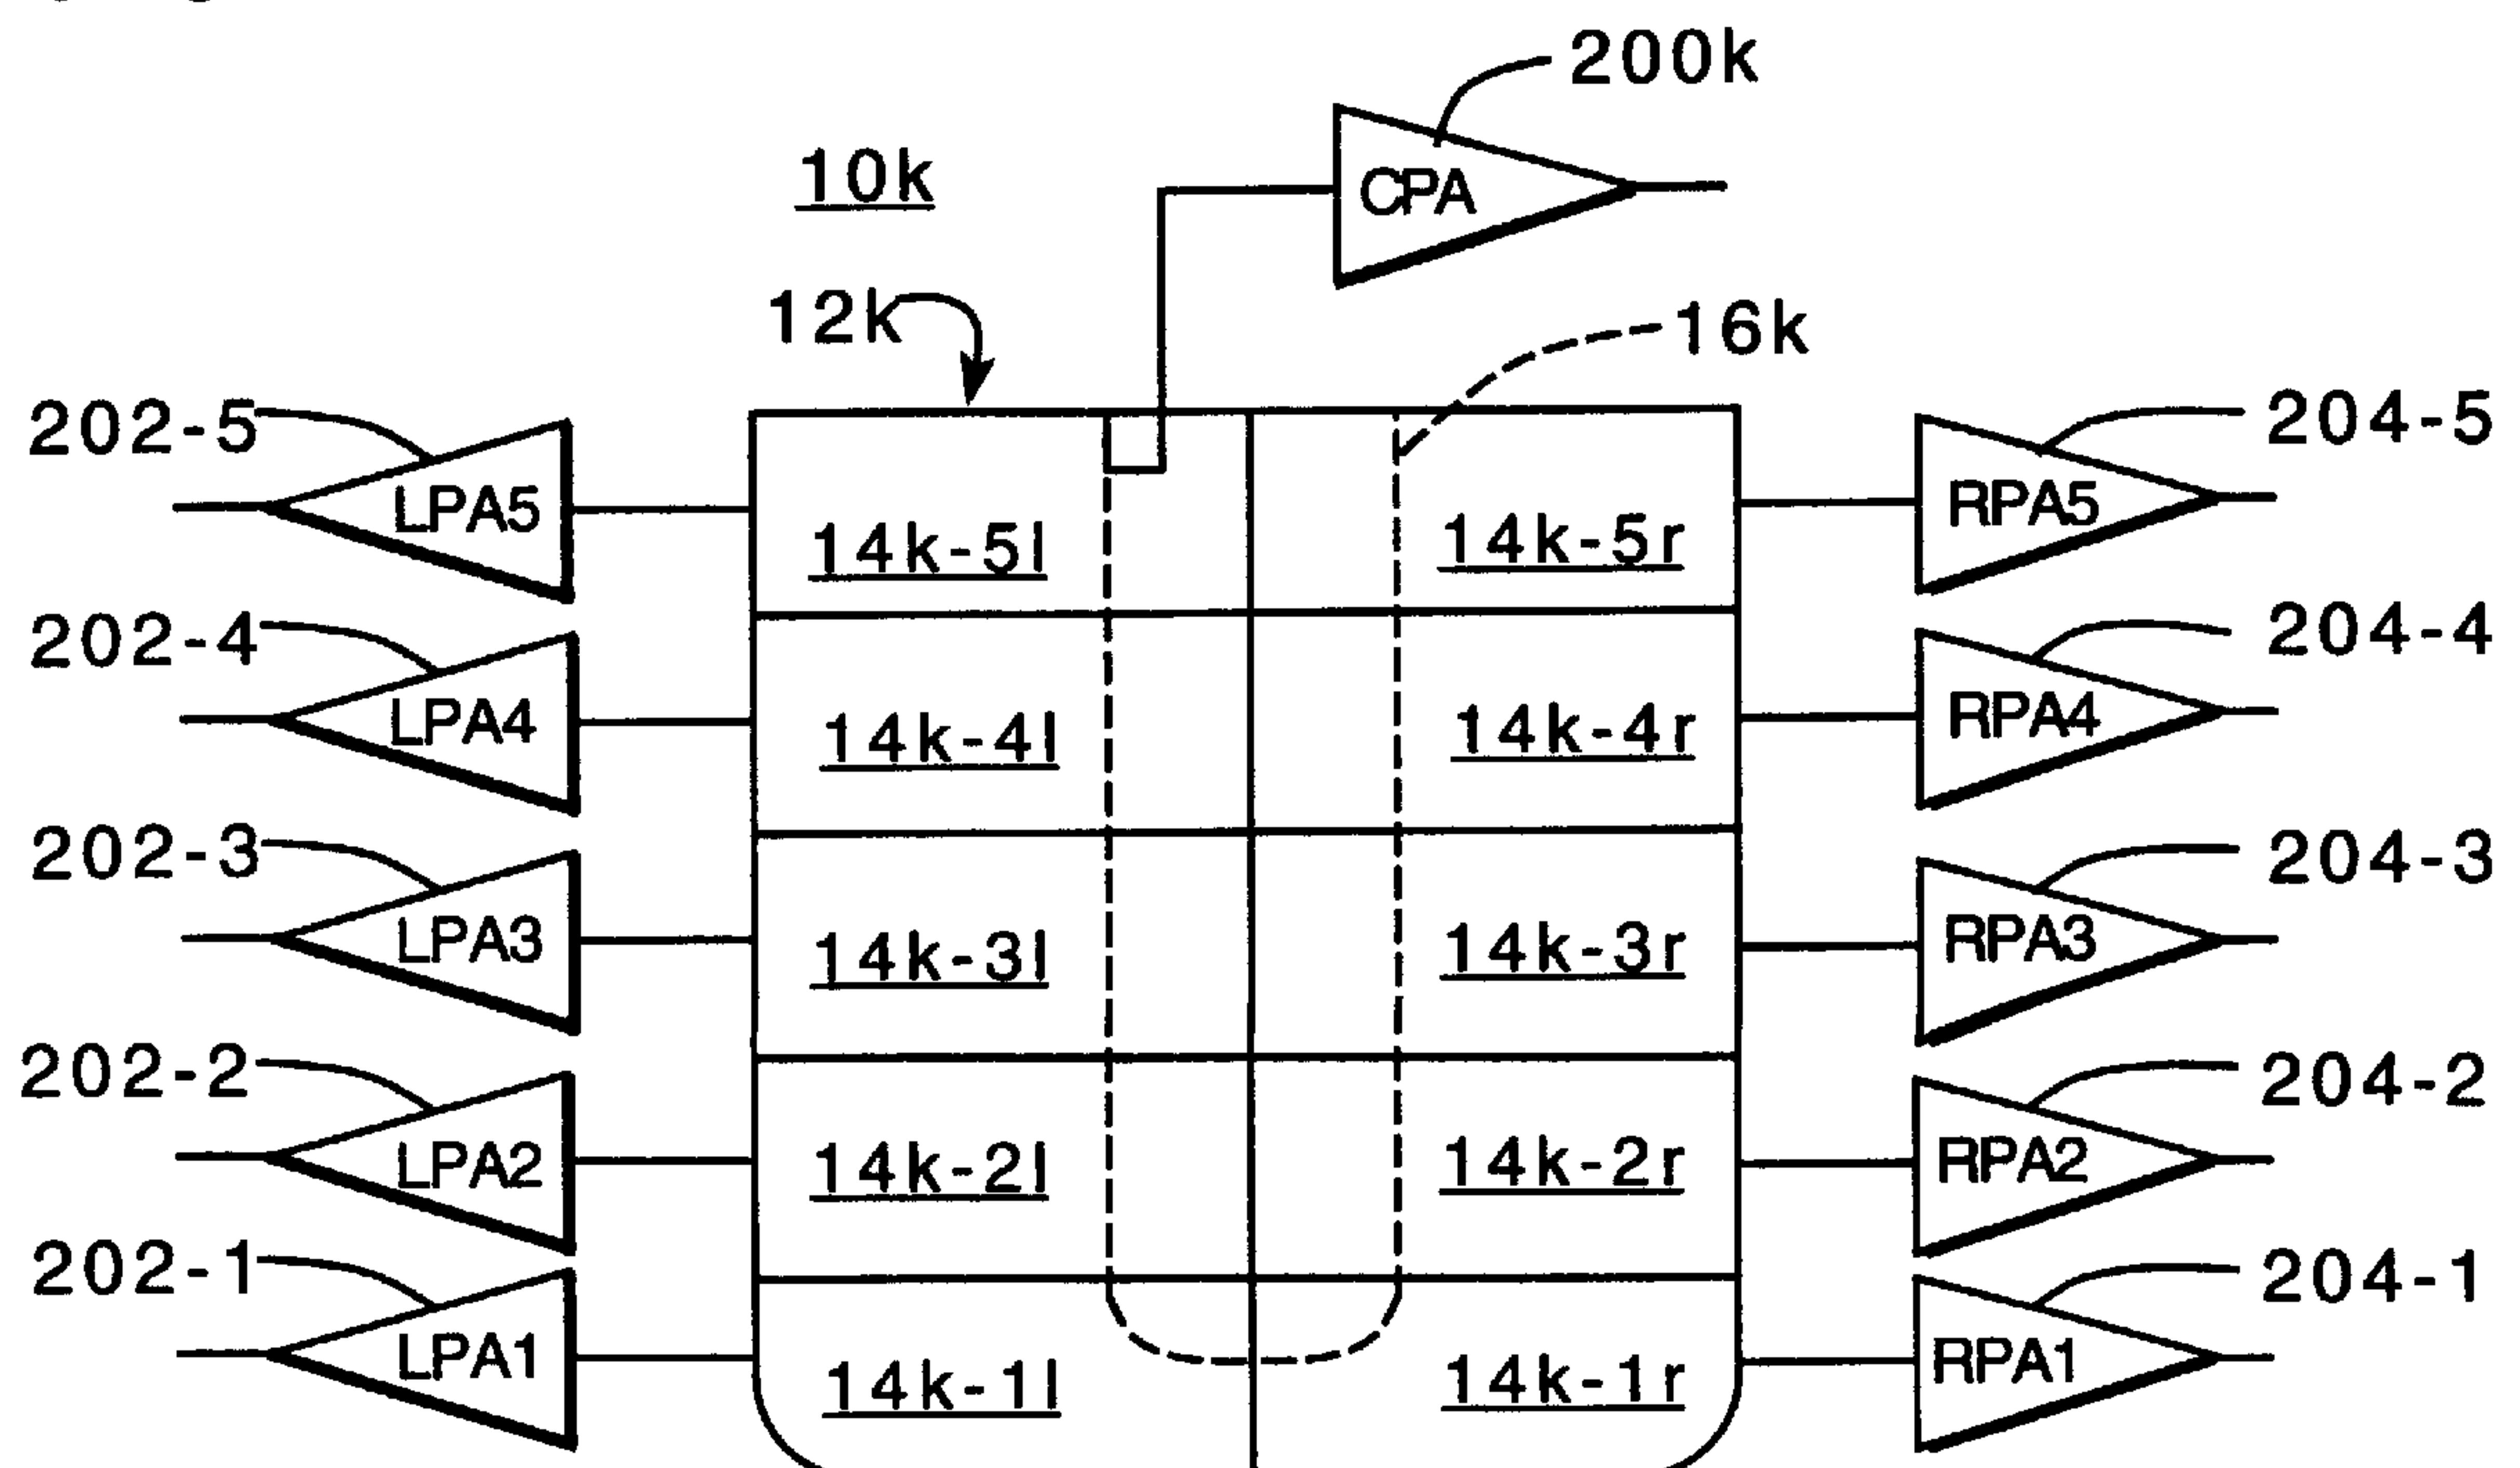 200k
CPA
10k
12k
16k
202-5
LPA5
14k-5l
14k-5r
RPA5
204-5
202-4
LPA4
14k-4l
14k-4r
RPA4
204-4
202-3
LPA3
14k-3l
14k-3r
RPA3
204-3
202-2
LPA2
14k-2l
14k-2r
RPA2
204-2
202-1
LPA1
14k-1l
14k-1r
RPA1
204-1